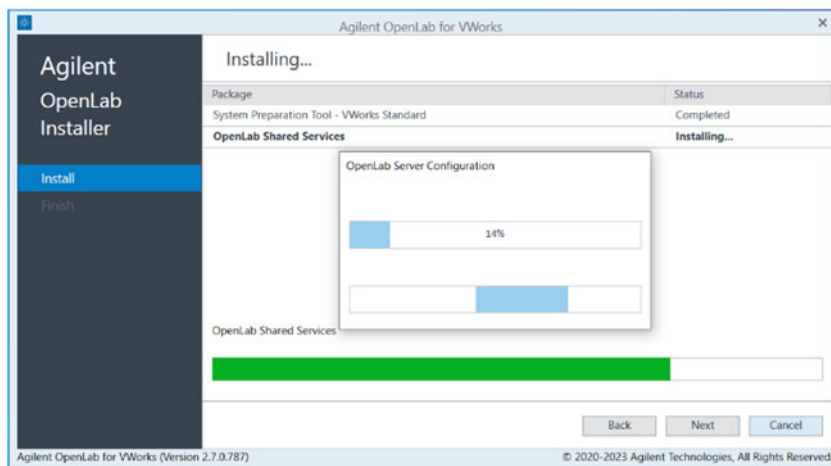 Agilent OpenLab for VWorks
Agilent
OpenLab
Installer
Install
Finish
Installing...
Package Status
System Preparation Tool - VWorks Standard Completed
OpenLab Shared Services Installing...
OpenLab Server Configuration
14%
OpenLab Shared Services
Back Next Cancel
Agilent OpenLab for VWorks (Version 2.7.0.787) © 2020-2023 Agilent Technologies, All Rights Reserved